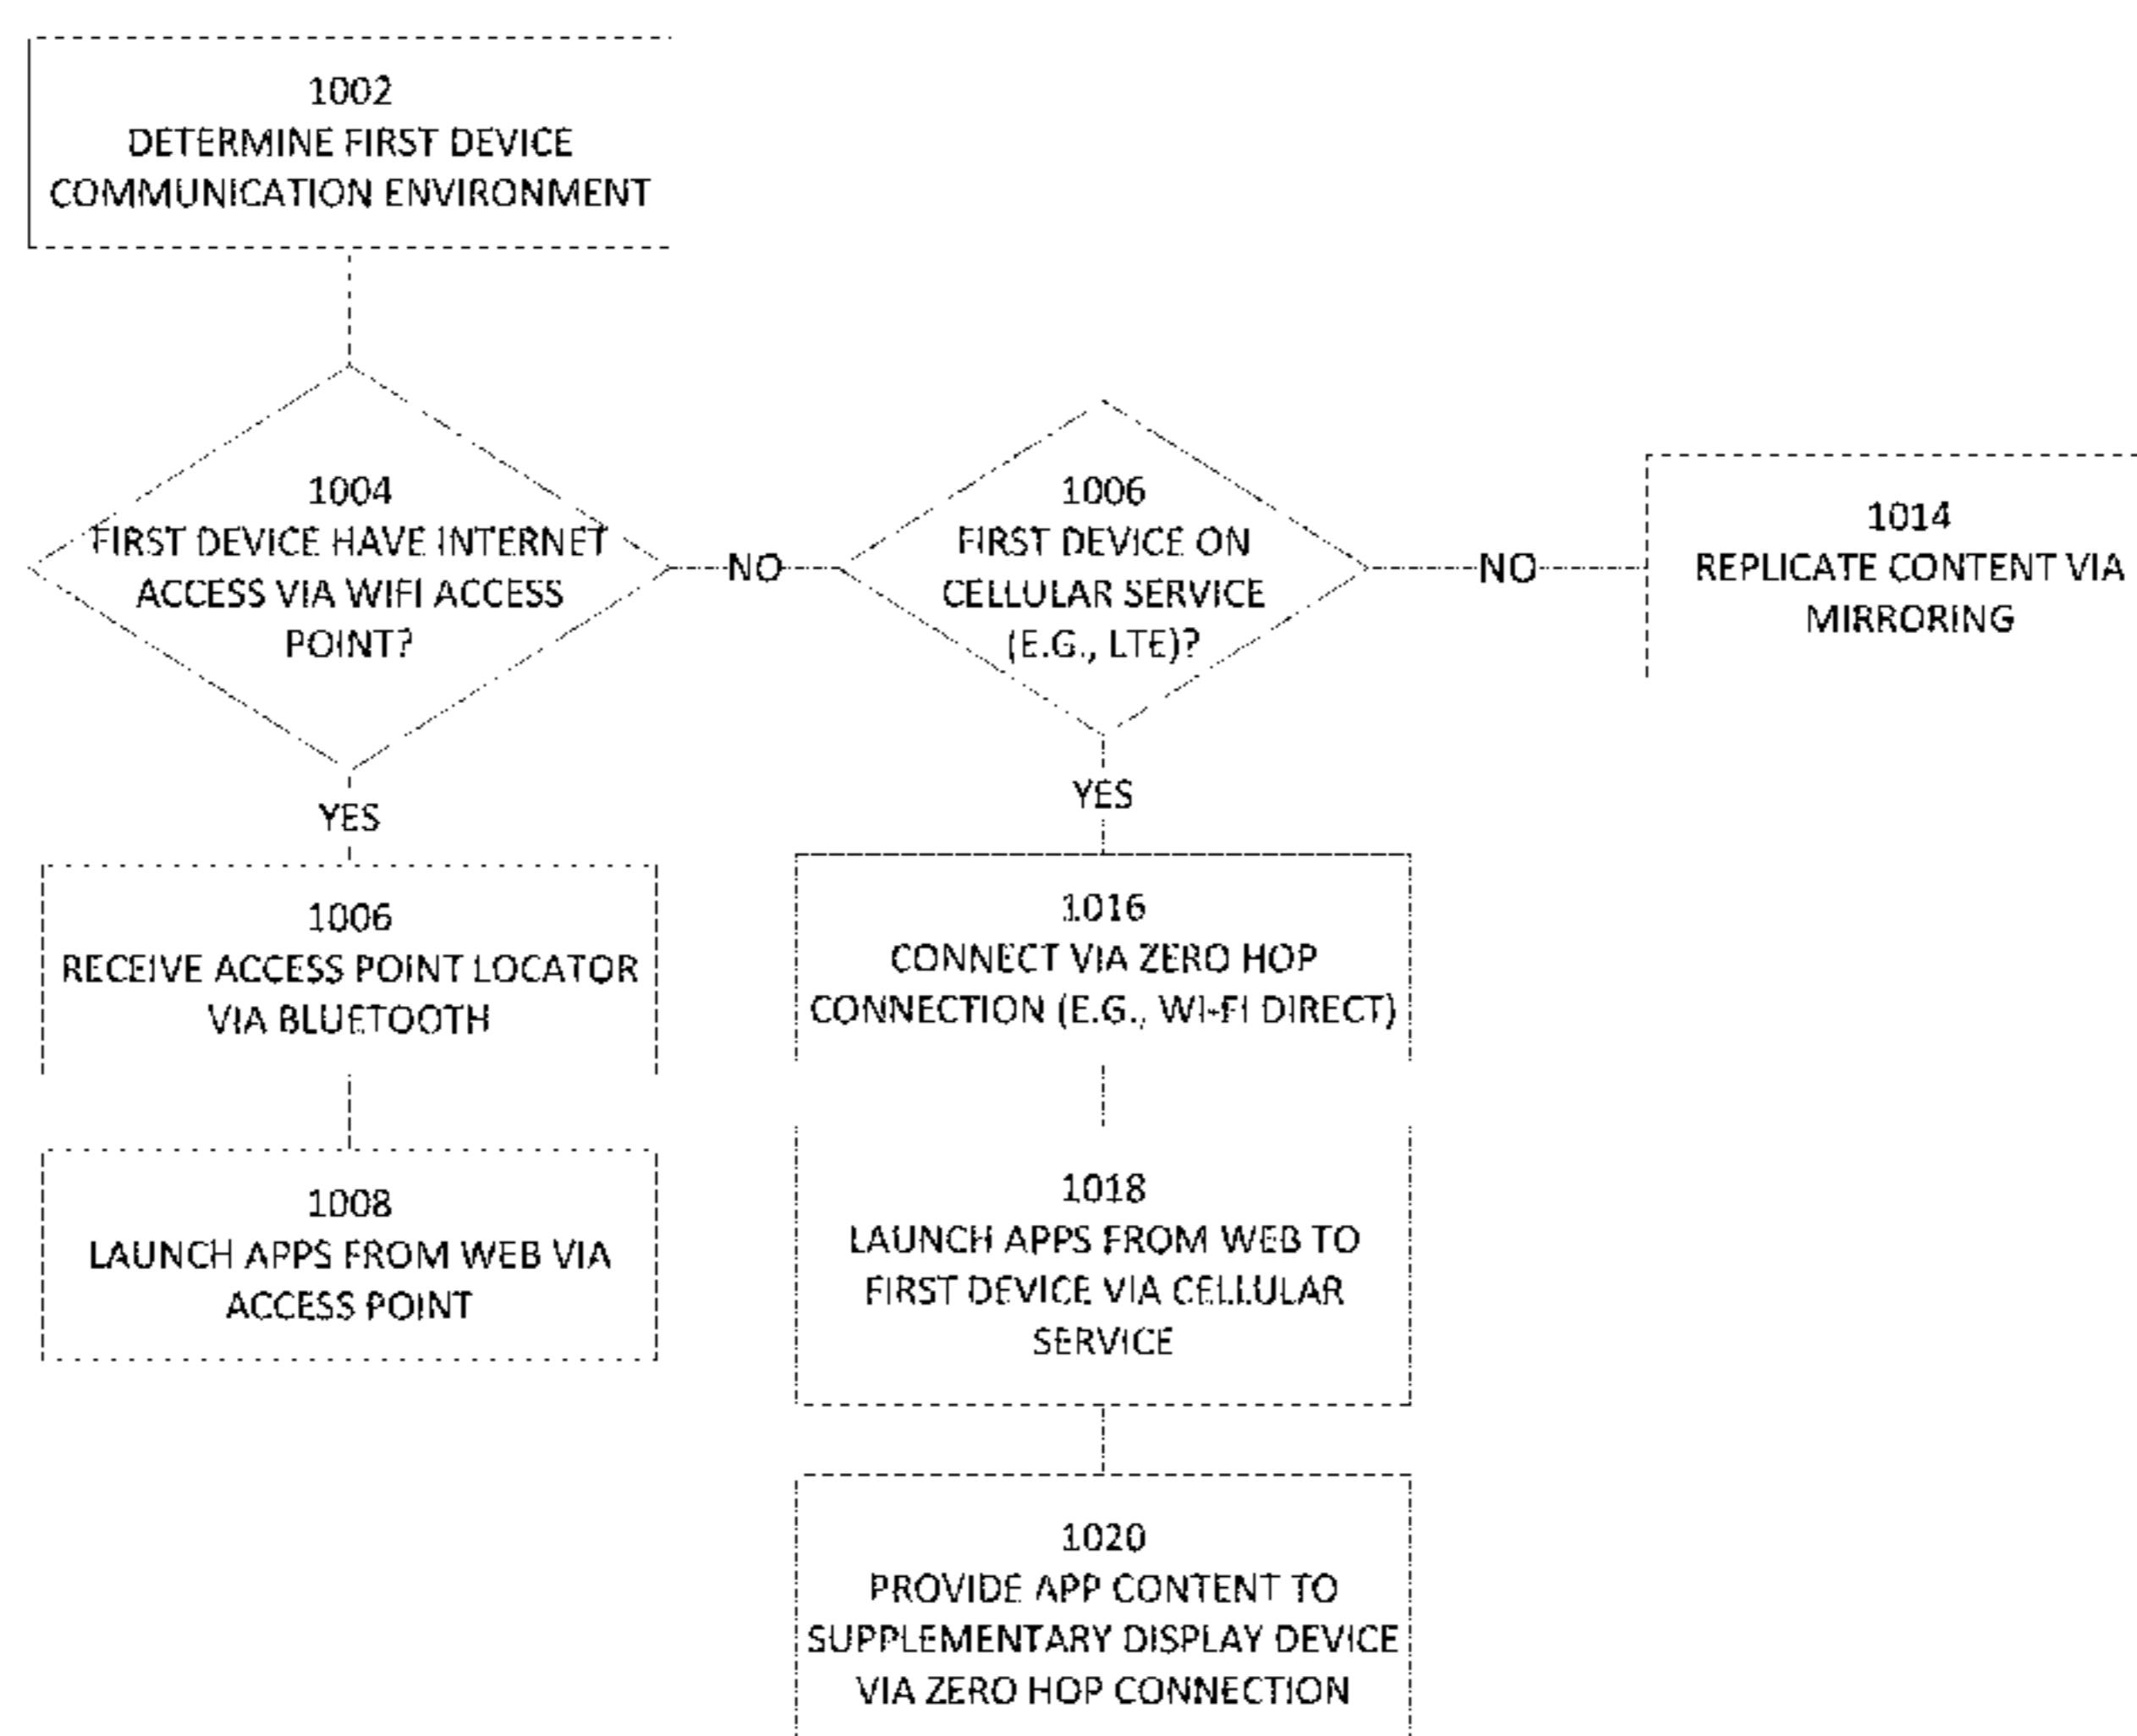 1002
DETERMINE FIRST DEVICE
COMMUNICATION ENVIRONMENT
1004
FIRST DEVICE HAVE INTERNET
ACCESS VIA WIFI ACCESS
POINT?
NO
1006
FIRST DEVICE ON
CELLULAR SERVICE
(E.G., LTE)?
NO
1014
REPLICATE CONTENT VIA
MIRRORING
YES
1006
RECEIVE ACCESS POINT LOCATOR
VIA BLUETOOTH
1008
LAUNCH APPS FROM WEB VIA
ACCESS POINT
YES
1016
CONNECT VIA ZERO HOP
CONNECTION (E.G., WI-FI DIRECT)
1018
LAUNCH APPS FROM WEB TO
FIRST DEVICE VIA CELLULAR
SERVICE
1020
PROVIDE APP CONTENT TO
SUPPLEMENTARY DISPLAY DEVICE
VIA ZERO HOP CONNECTION